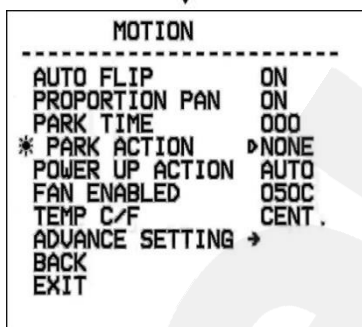 MOTION
--------------------------
AUTO FLIP ON
PROPORTION PAN ON
PARK TIME 000
☀ PARK ACTION ▷NONE
POWER UP ACTION AUTO
FAN ENABLED 050C
TEMP C/F CENT.
ADVANCE SETTING →
BACK
EXIT